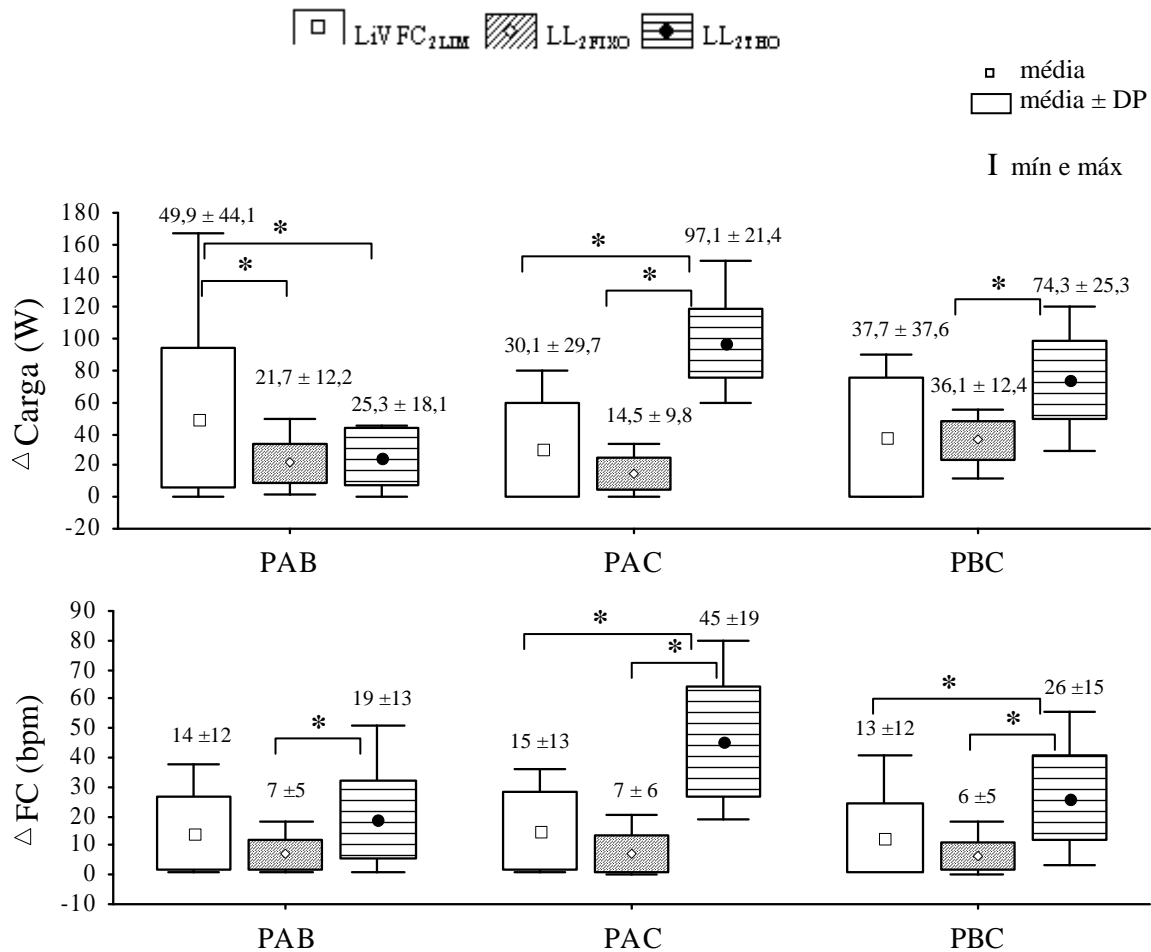 LiVFC2LIM LL2FIXO LL2THO
média
média ± DP
I mín e máx
180
160
140
120
100
80
60
40
20
0
-20
Δ Carga (W)
49,9 ± 44,1
*
*
21,7 ± 12,2
25,3 ± 18,1
*
97,1 ± 21,4
*
30,1 ± 29,7
14,5 ± 9,8
*
74,3 ± 25,3
37,7 ± 37,6
36,1 ± 12,4
PAB PAC PBC
90
80
70
60
50
40
30
20
10
0
-10
Δ FC (bpm)
14 ±12
*
7 ±5
19 ±13
*
45 ±19
*
15 ±13
7 ± 6
*
26 ±15
13 ±12
*
6 ±5
PAB PAC PBC